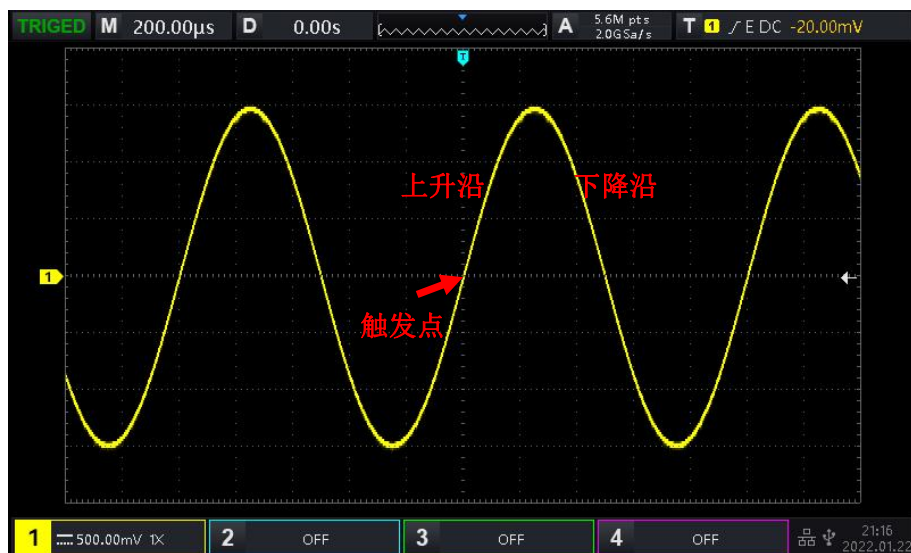 TRIGED M 200.00μs D 0.00s A 5.6M pts 2.0GSa/s T 1 E DC -20.00mV
T
上升沿 下降沿
1
触发点
1 500.00mV 1X 2 OFF 3 OFF 4 OFF 21:16
2022.01.22